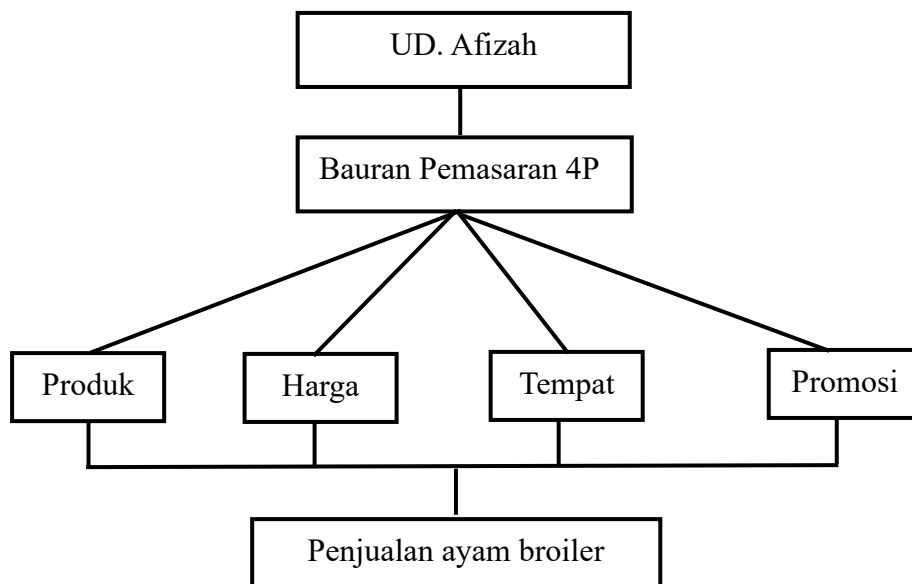 UD. Afizah
Bauran Pemasaran 4P
Produk
Harga
Tempat
Promosi
Penjualan ayam broiler